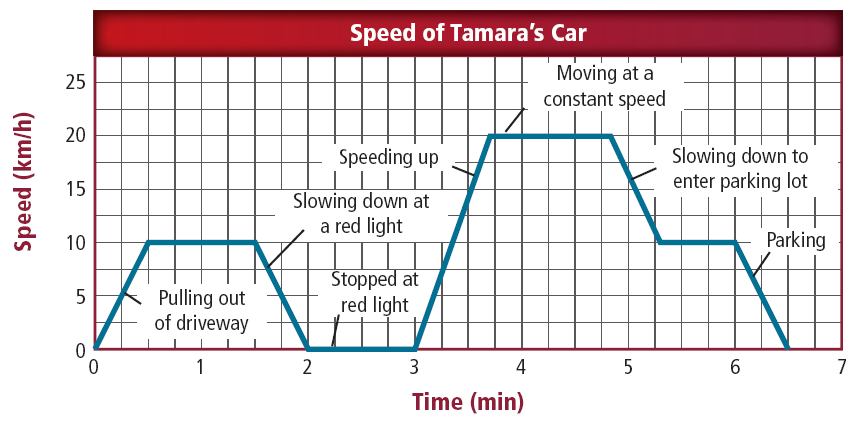 Speed of Tamara's Car
Speed (km/h)
25
20
15
10
5
0
Moving at a
constant speed
Speeding up
Slowing down to
enter parking lot
Slowing down at
a red light
Parking
Stopped at
red light
Pulling out
of driveway
0 1 2 3 4 5 6 7
Time (min)